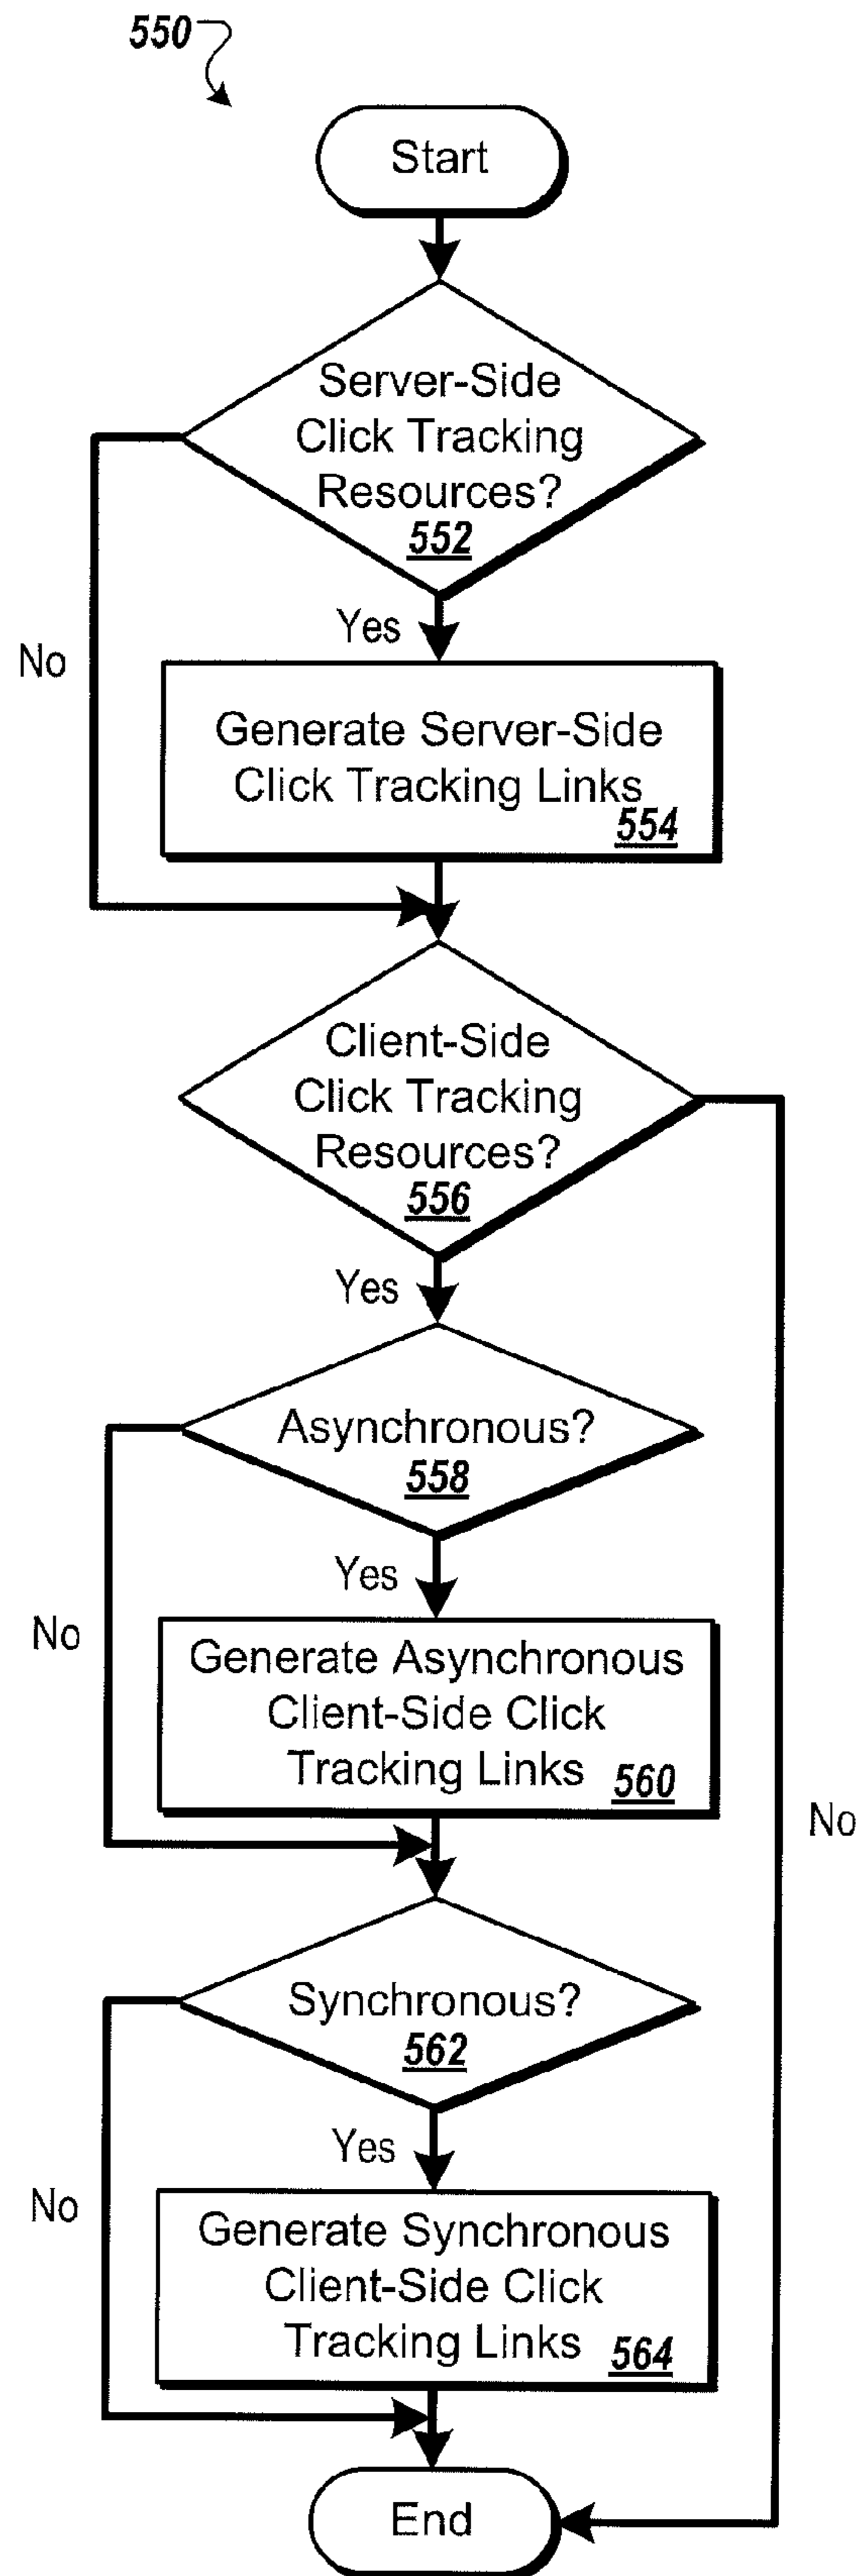 550
Start
Server-Side
Click Tracking
Resources?
552
Yes
No
Generate Server-Side
Click Tracking Links
554
Client-Side
Click Tracking
Resources?
556
Yes
Asynchronous?
558
Yes
No
Generate Asynchronous
Client-Side Click
Tracking Links 560
No
Synchronous?
562
Yes
No
Generate Synchronous
Client-Side Click
Tracking Links 564
End